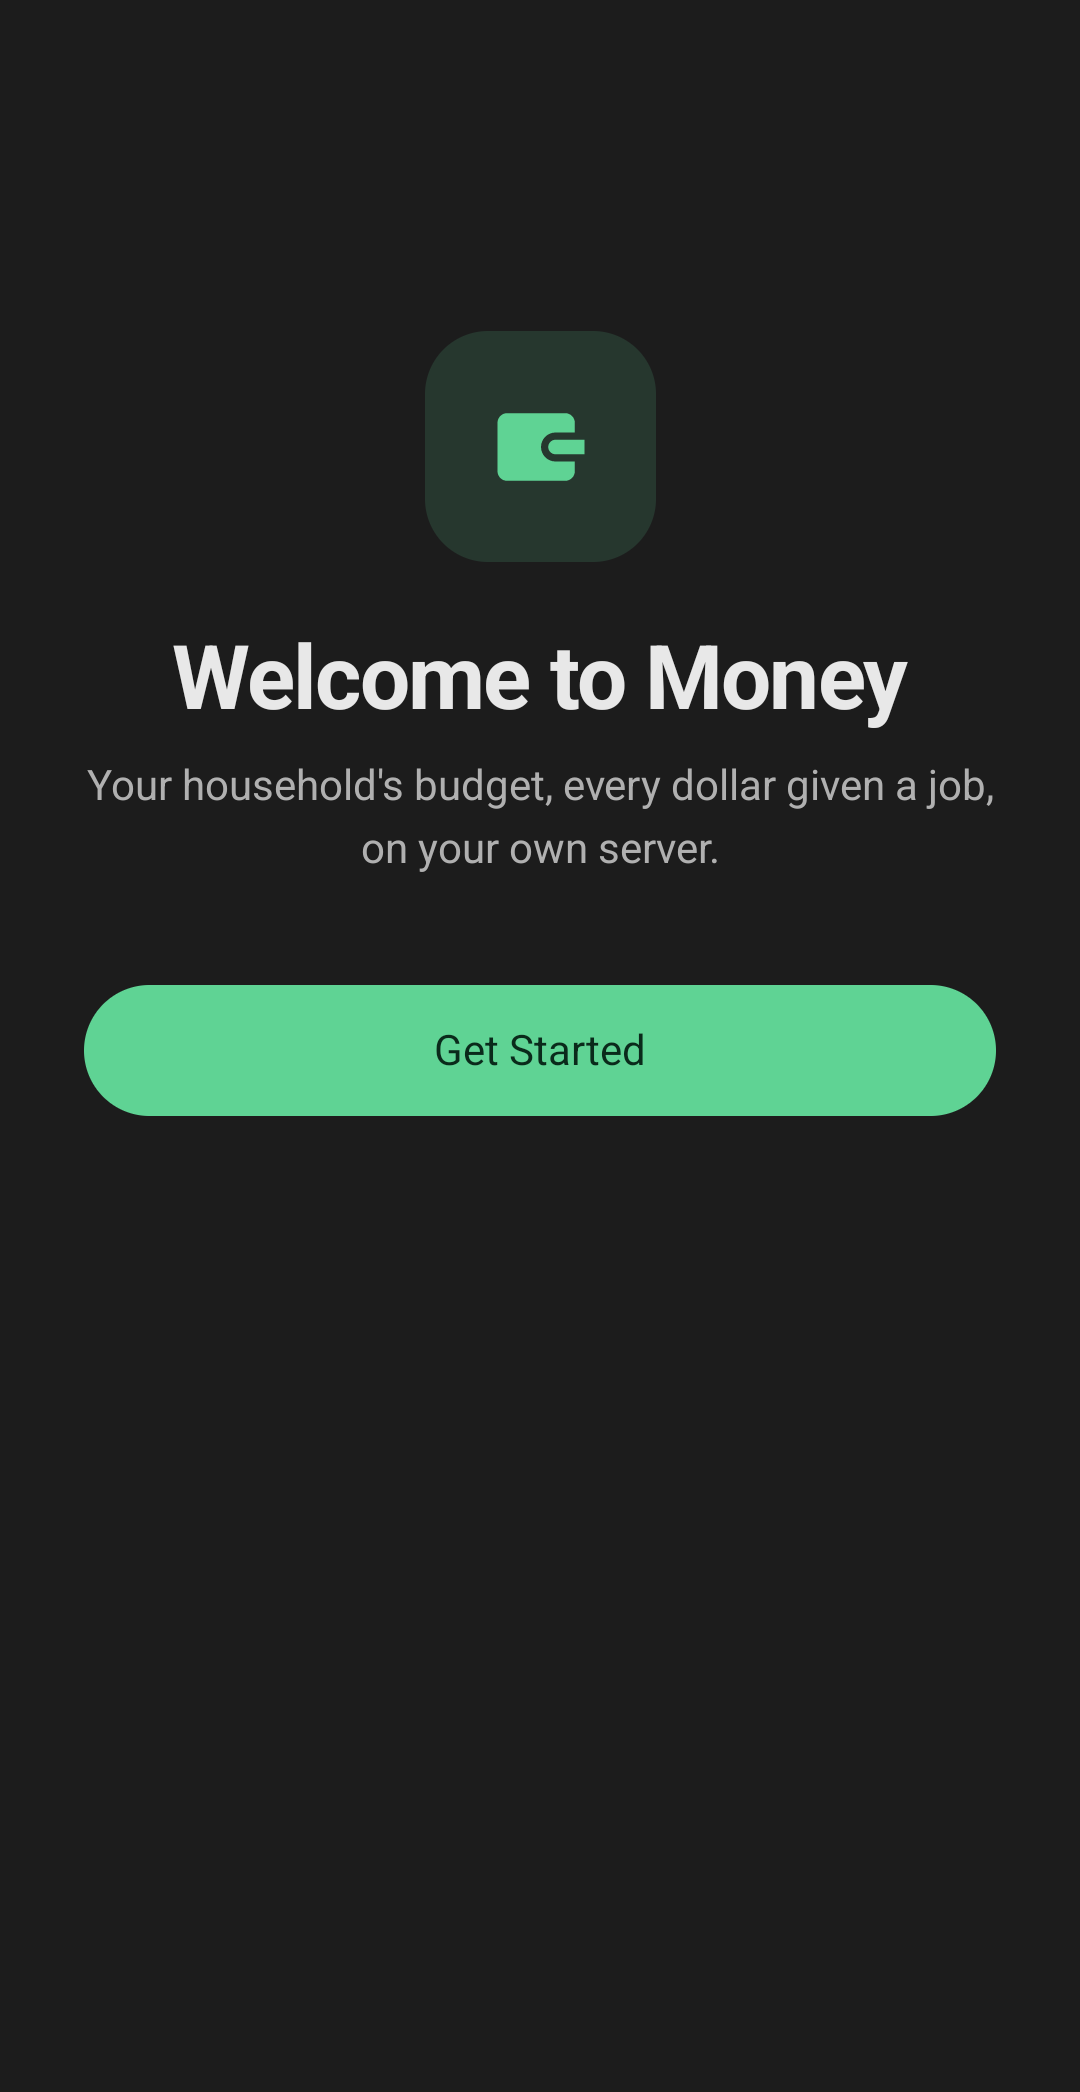 Welcome to Money
Your household's budget, every dollar given a job,
on your own server.
Get Started